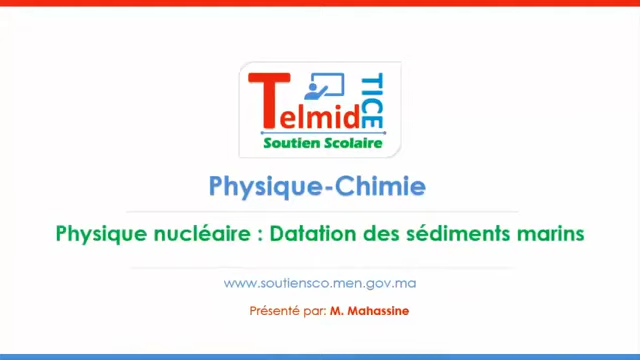 Telmid TICE
Soutien Scolaire
Physique-Chimie
Physique nucléaire : Datation des sédiments marins
www.soutiensco.men.gov.ma
Présenté par: M. Mahassine